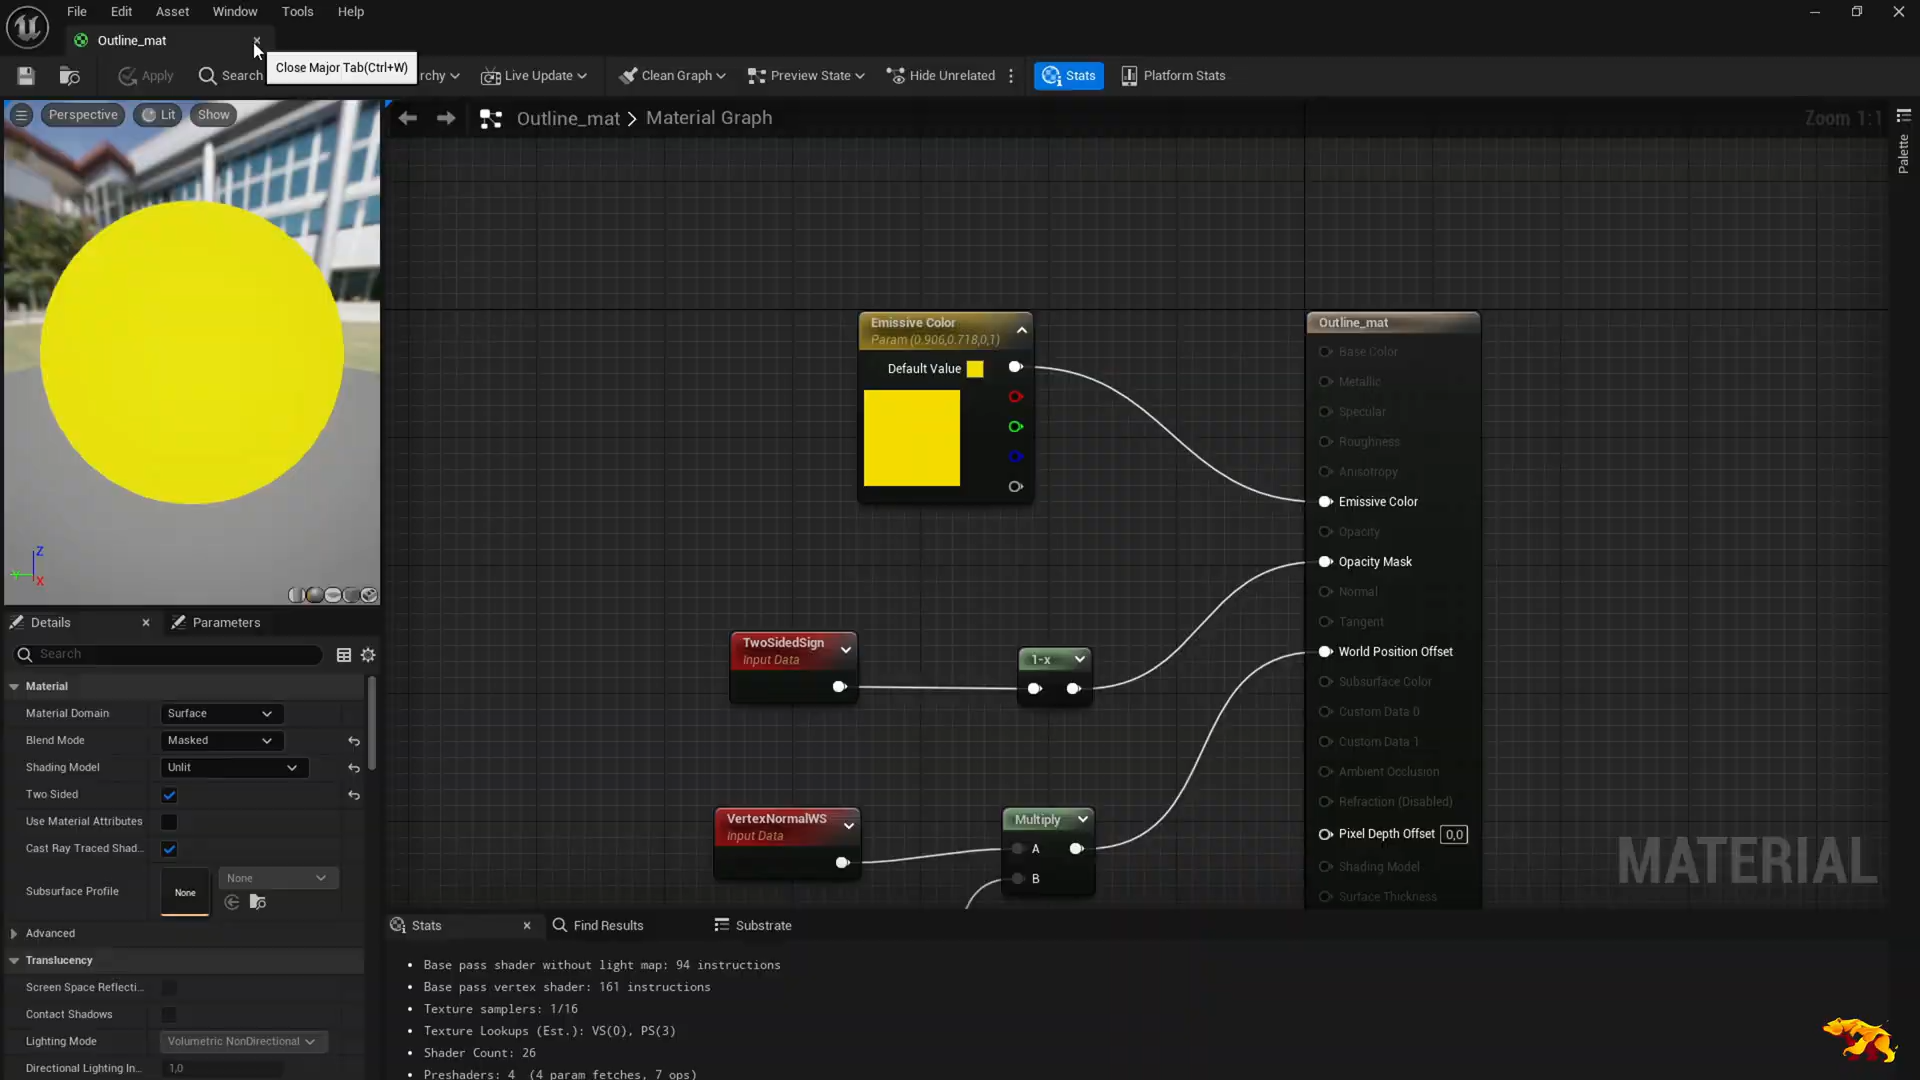 File Edit Asset Window Tools Help
Outline_mat
Close Major Tab(Ctrl+W)
Apply Search rchy Live Update Clean Graph Preview State Hide Unrelated Stats Platform Stats
Perspective Lit Show
Outline_mat > Material Graph
Zoom 1:1
Palette
Emissive Color
Param (0.906,0.718,0,1)
Default Value
Outline_mat
Base Color
Metallic
Specular
Roughness
Anisotropy
Emissive Color
Opacity
Opacity Mask
Normal
Tangent
World Position Offset
Subsurface Color
Custom Data 0
Custom Data 1
Ambient Occlusion
Refraction (Disabled)
Pixel Depth Offset 0,0
Shading Model
Surface Thickness
TwoSidedSign
Input Data
1-x
VertexNormalWS
Input Data
Multiply
A
B
MATERIAL
Z
Y
X
Details Parameters
Search
Material
Material Domain Surface
Blend Mode Masked
Shading Model Unlit
Two Sided
Use Material Attributes
Cast Ray Traced Shad...
Subsurface Profile None None
Advanced
Translucency
Screen Space Reflecti...
Contact Shadows
Lighting Mode Volumetric NonDirectional
Directional Lighting In... 1,0
Stats Find Results Substrate
• Base pass shader without light map: 94 instructions
• Base pass vertex shader: 161 instructions
• Texture samplers: 1/16
• Texture Lookups (Est.): VS(0), PS(3)
• Shader Count: 26
• Preshaders: 4 (4 param fetches, 7 ops)